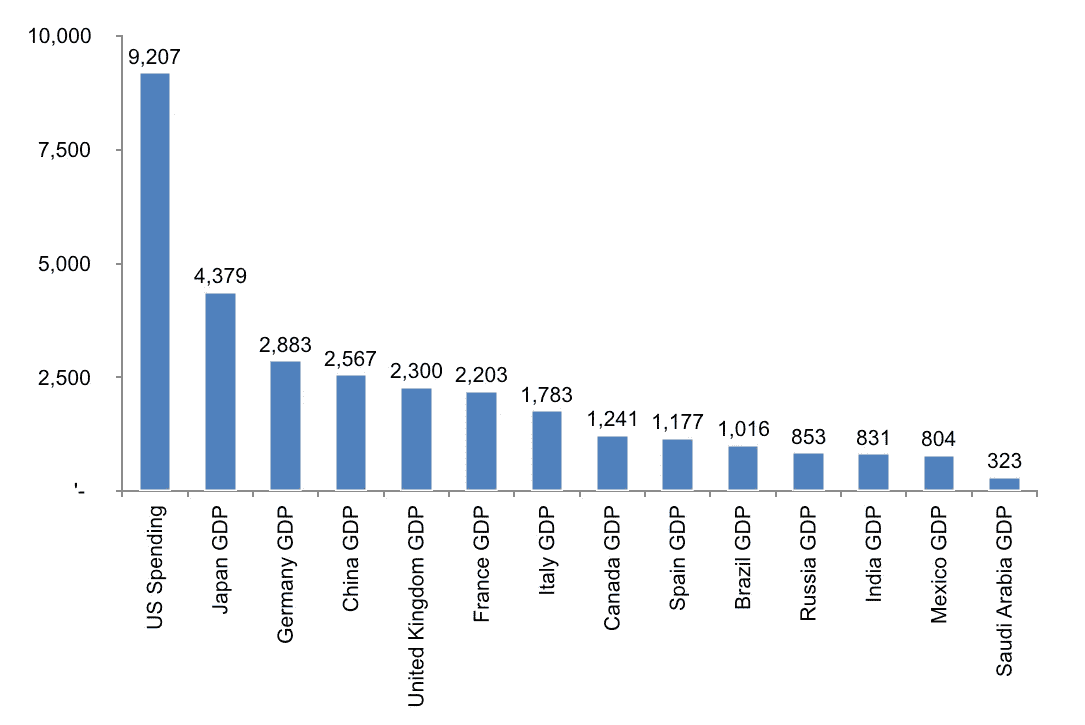 10,000
7,500
5,000
2,500
'-
9,207
4,379
2,883
2,567
2,300
2,203
1,783
1,241
1,177
1,016
853
831
804
323
US Spending
Japan GDP
Germany GDP
China GDP
United Kingdom GDP
France GDP
Italy GDP
Canada GDP
Spain GDP
Brazil GDP
Russia GDP
India GDP
Mexico GDP
Saudi Arabia GDP